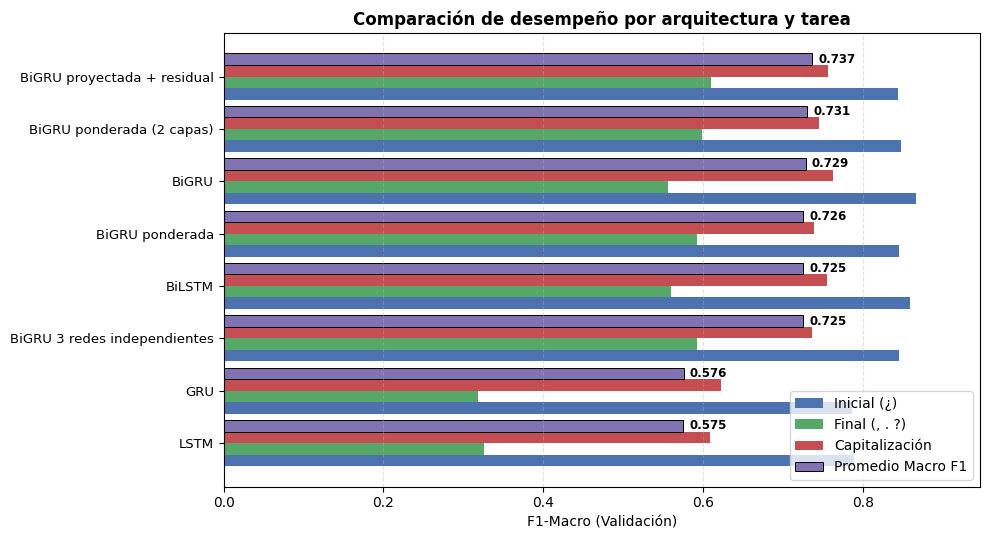 Comparación de desempeño por arquitectura y tarea
BiGRU proyectada + residual
0.737
BiGRU ponderada (2 capas)
0.731
BiGRU
0.729
BiGRU ponderada
0.726
BiLSTM
0.725
BiGRU 3 redes independientes
0.725
GRU
0.576
LSTM
0.575
Inicial (¿)
Final (, . ?)
Capitalización
Promedio Macro F1
0.0 0.2 0.4 0.6 0.8
F1-Macro (Validación)